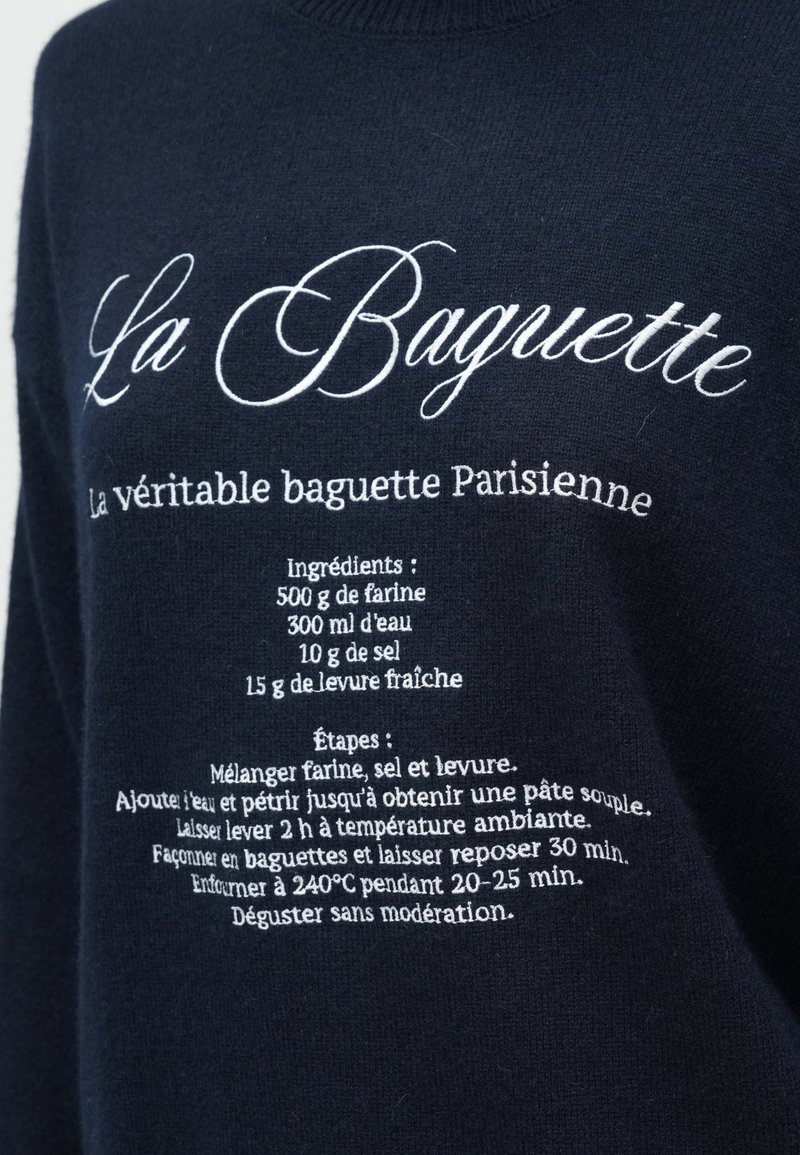 La Baguette
La véritable baguette Parisienne
Ingrédients :
500 g de farine
300 ml d'eau
10 g de sel
15 g de levure fraîche
Étapes :
Mélanger farine, sel et levure.
Ajouter l'eau et pétrir jusqu'à obtenir une pâte souple.
Laisser lever 2 h à température ambiante.
Façonner en baguettes et laisser reposer 30 min.
Enfourner à 240°C pendant 20-25 min.
Déguster sans modération.